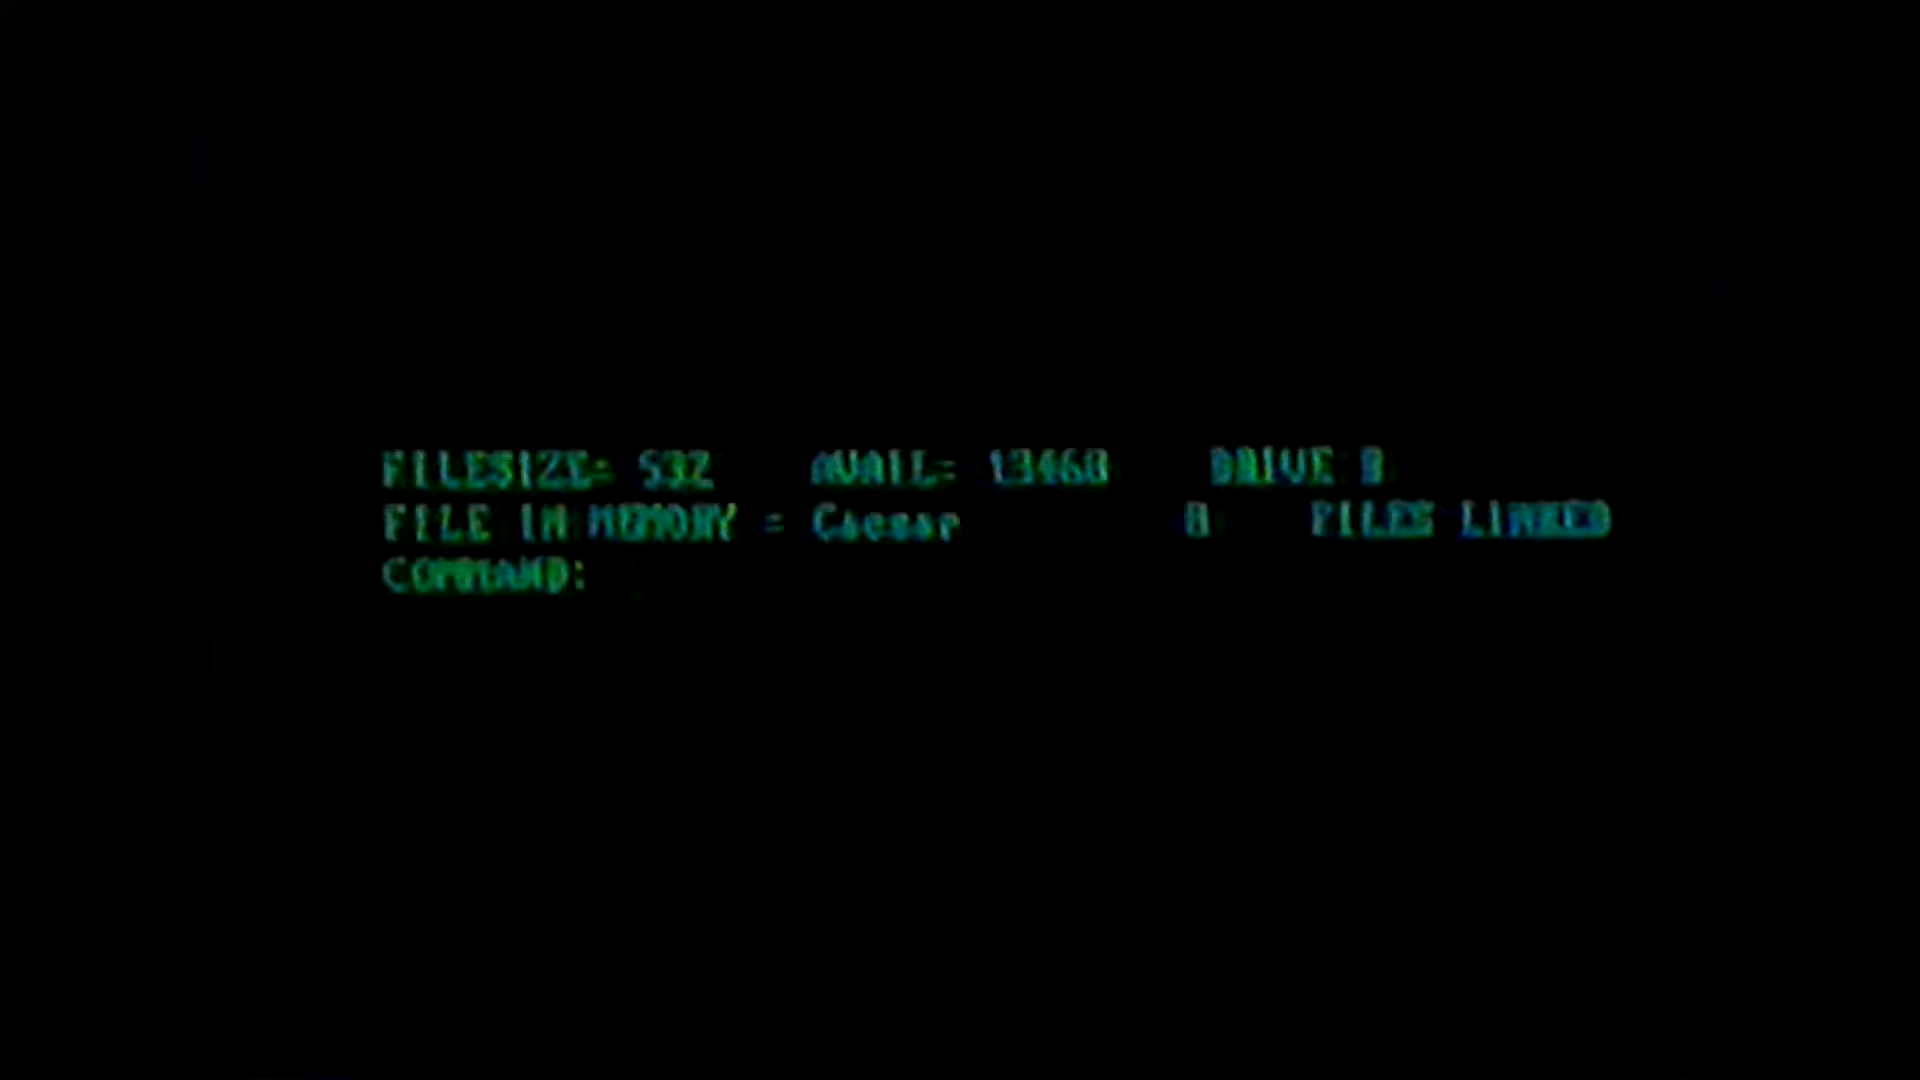 FILESIZE= 532 AVAIL= 13460 DRIVE B
FILE IN MEMORY = Caesar 0 FILES LINKED
COMMAND: